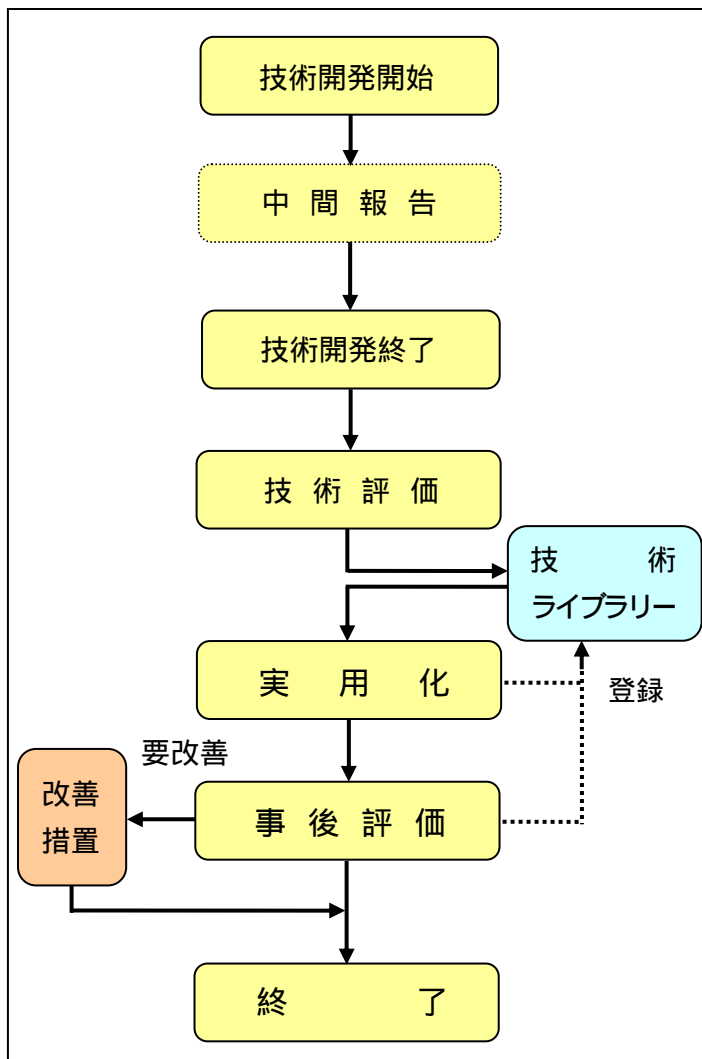 技術開発開始
中間報告
技術開発終了
技術評価
技術
ライブラリー
実用化
登録
要改善
改善
措置
事後評価
終了